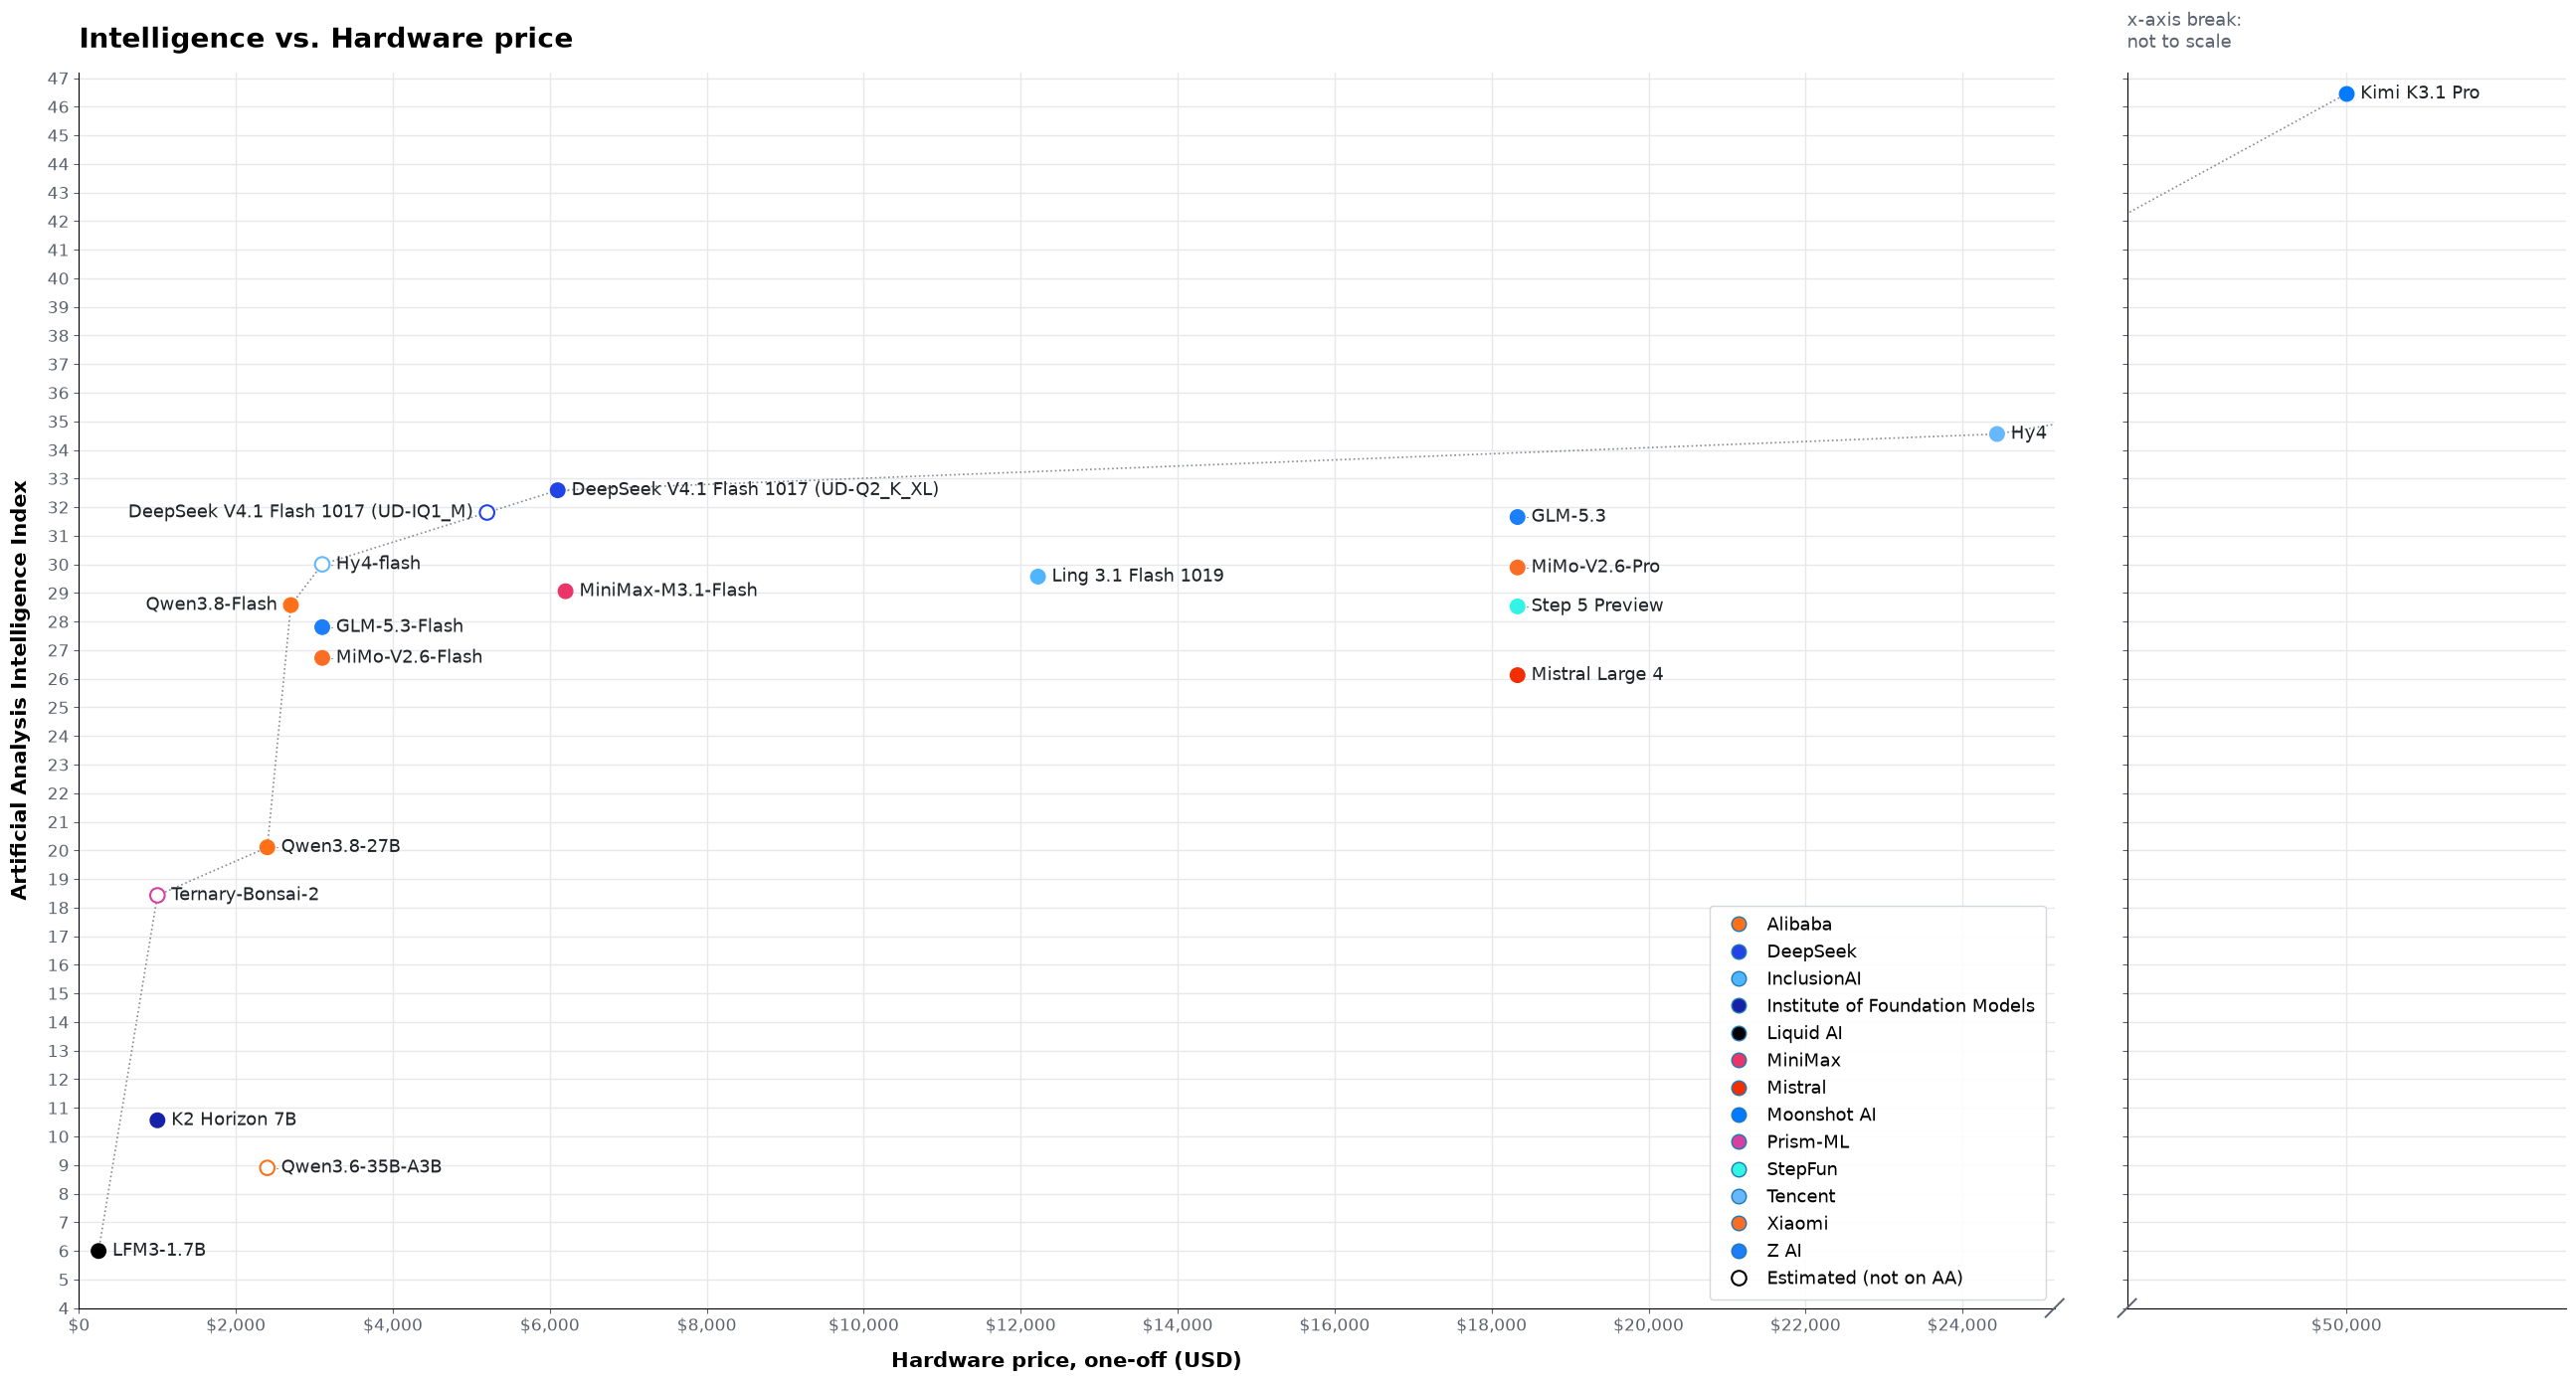 Intelligence vs. Hardware price
x-axis break:
not to scale
47
46
45
44
43
42
41
40
39
38
37
36
35
34
33
32
31
30
29
28
27
26
25
24
23
22
21
20
19
18
17
16
15
14
13
12
11
10
9
8
7
6
5
4
Artificial Analysis Intelligence Index
Kimi K3.1 Pro
Hy4
DeepSeek V4.1 Flash 1017 (UD-Q2_K_XL)
DeepSeek V4.1 Flash 1017 (UD-IQ1_M)
GLM-5.3
Hy4-flash
MiMo-V2.6-Pro
Ling 3.1 Flash 1019
MiniMax-M3.1-Flash
Qwen3.8-Flash
Step 5 Preview
GLM-5.3-Flash
MiMo-V2.6-Flash
Mistral Large 4
Qwen3.8-27B
Ternary-Bonsai-2
K2 Horizon 7B
Qwen3.6-35B-A3B
LFM3-1.7B
Alibaba
DeepSeek
InclusionAI
Institute of Foundation Models
Liquid AI
MiniMax
Mistral
Moonshot AI
Prism-ML
StepFun
Tencent
Xiaomi
Z AI
Estimated (not on AA)
$0 $2,000 $4,000 $6,000 $8,000 $10,000 $12,000 $14,000 $16,000 $18,000 $20,000 $22,000 $24,000 $50,000
Hardware price, one-off (USD)